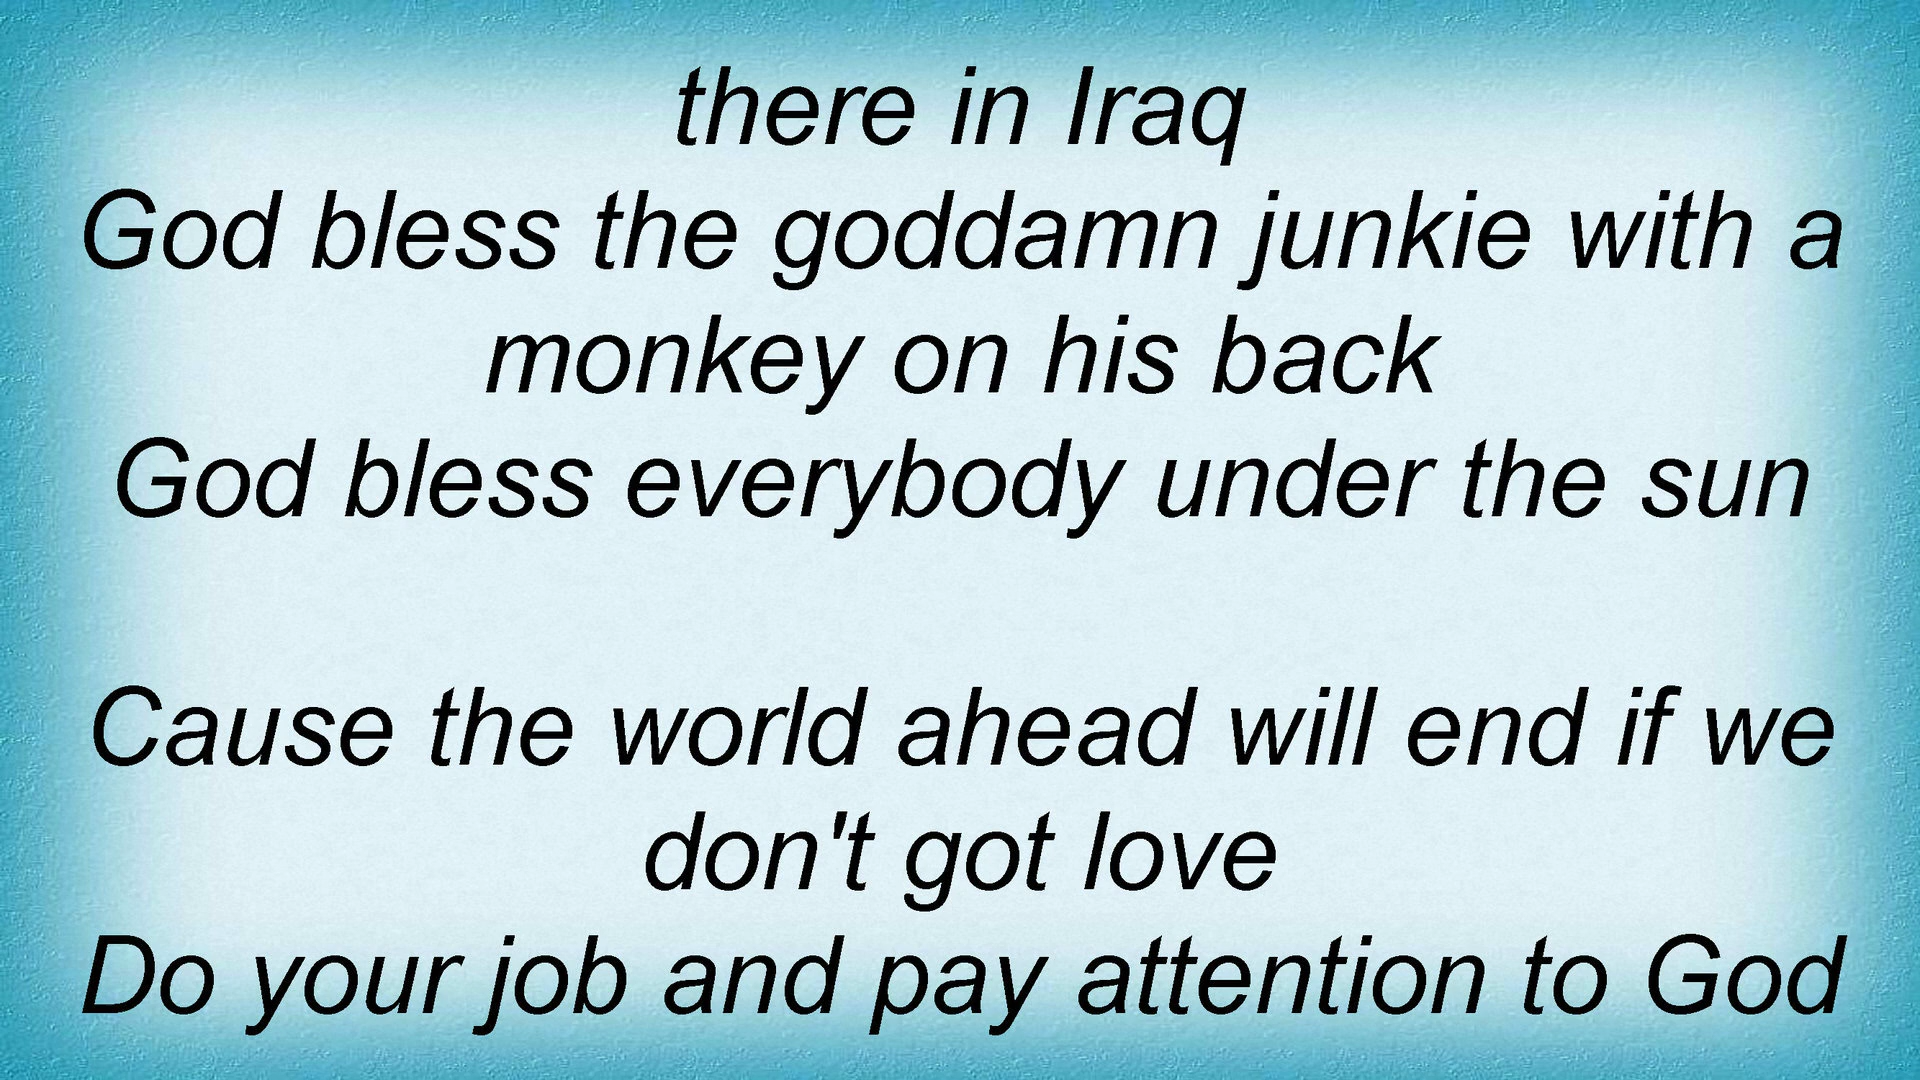 there in Iraq
God bless the goddamn junkie with a
monkey on his back
God bless everybody under the sun
Cause the world ahead will end if we
don't got love
Do your job and pay attention to God